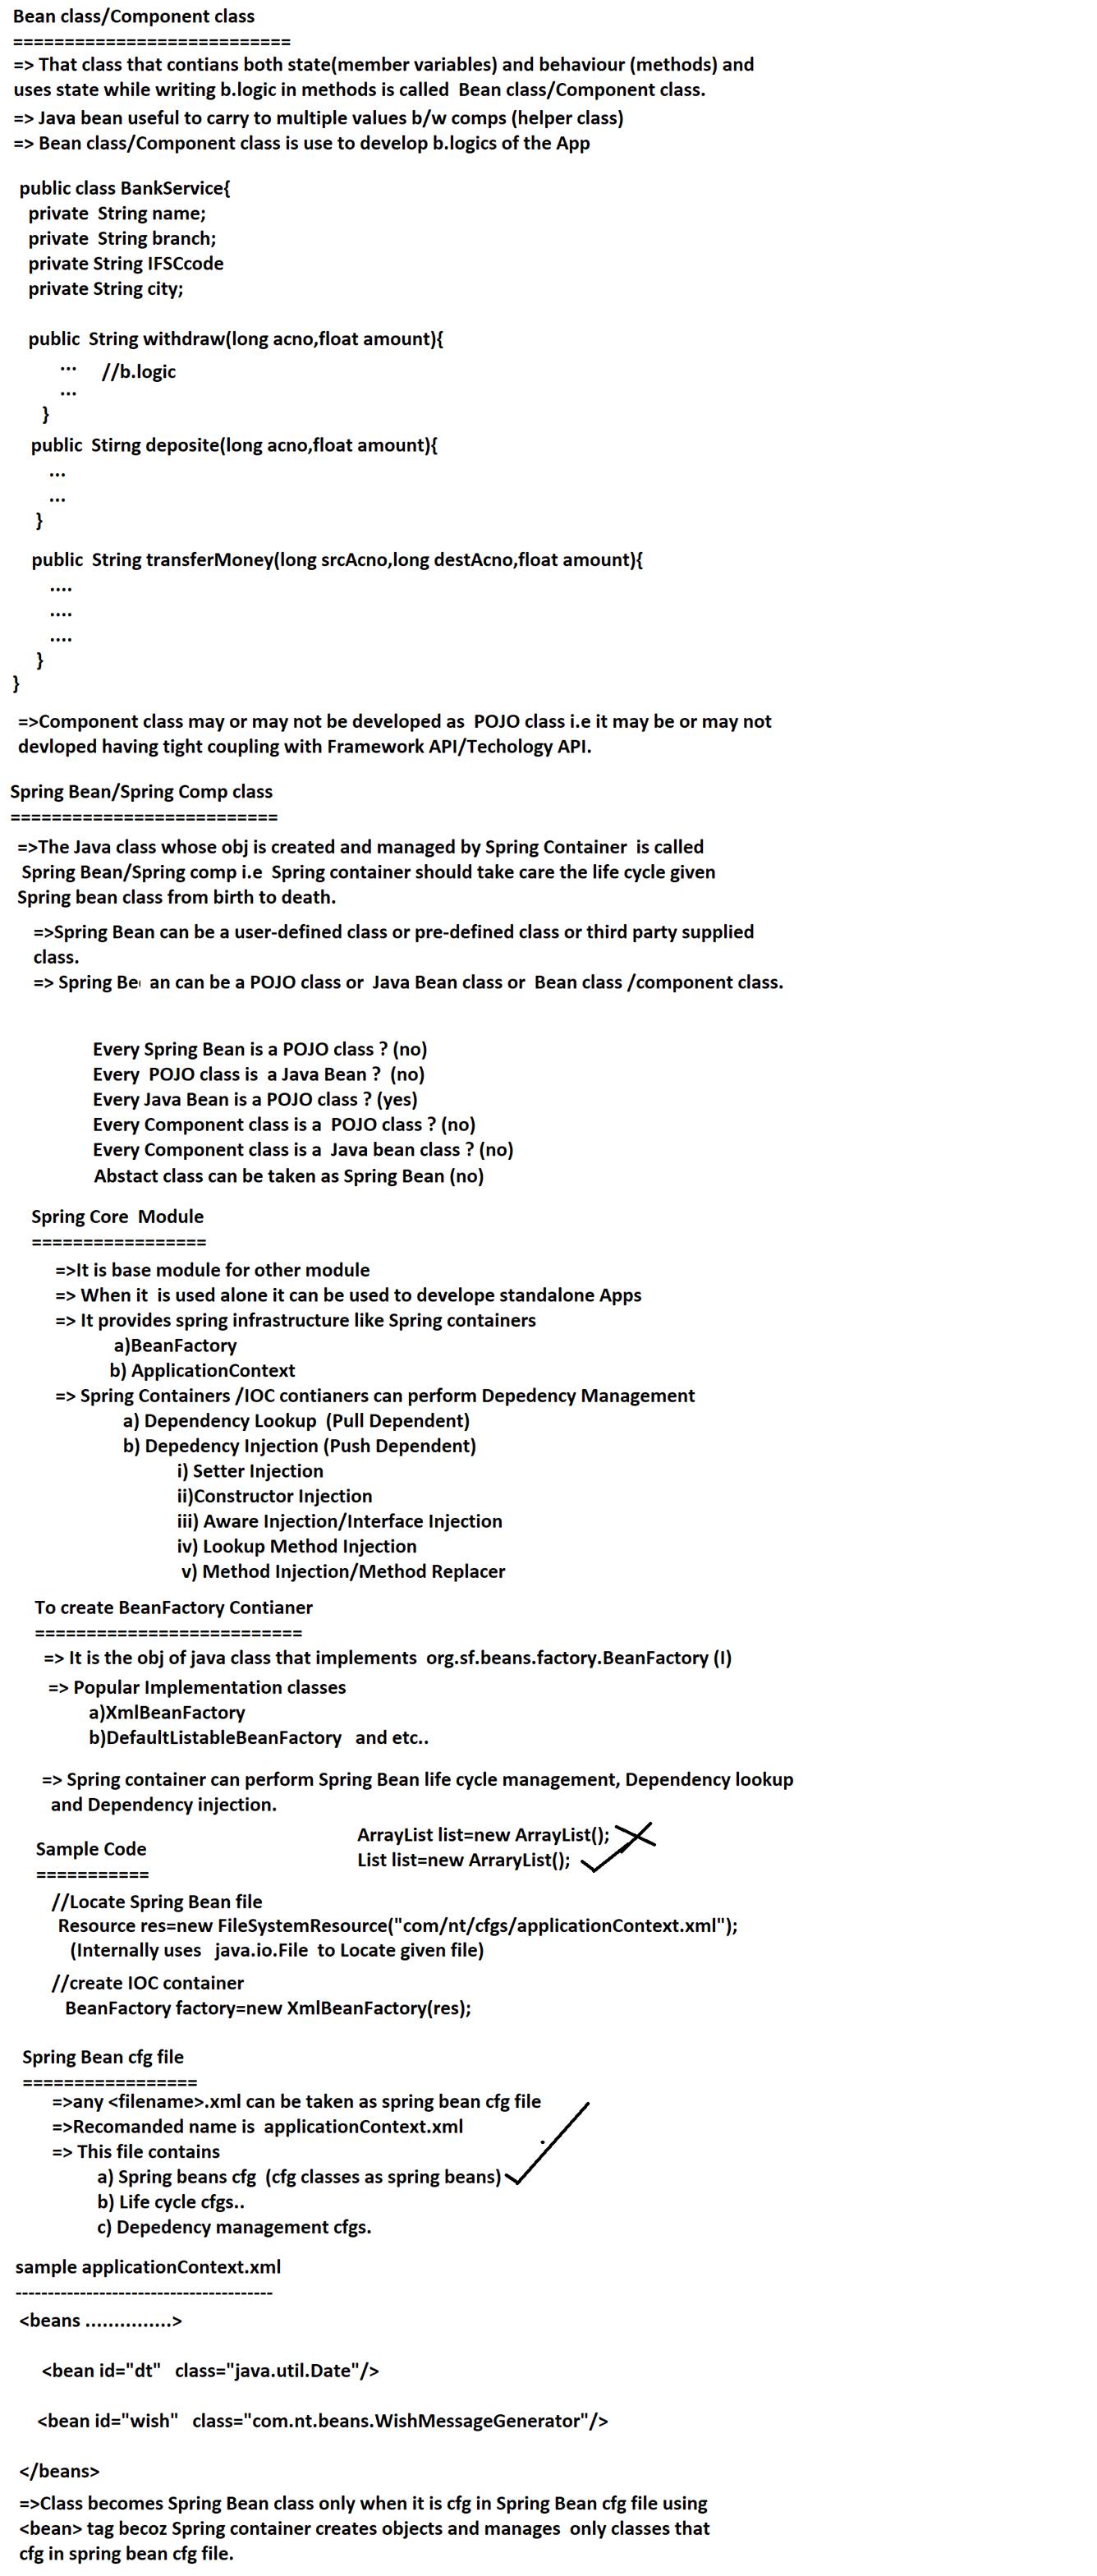 Bean class/Component class
===========================
=> That class that contians both state(member variables) and behaviour (methods) and
uses state while writing b.logic in methods is called  Bean class/Component class.
=> Java bean useful to carry to multiple values b/w comps (helper class)
=> Bean class/Component class is use to develop b.logics of the App
public class BankService{
private  String name;
private  String branch;
private String IFSCcode
private String city;
public  String withdraw(long acno,float amount){
...     //b.logic
...
}
public  Stirng deposite(long acno,float amount){
...
...
}
public  String transferMoney(long srcAcno,long destAcno,float amount){
....
....
....
}
}
=>Component class may or may not be developed as  POJO class i.e it may be or may not
devloped having tight coupling with Framework API/Techology API.
Spring Bean/Spring Comp class
==========================
=>The Java class whose obj is created and managed by Spring Container  is called
Spring Bean/Spring comp i.e  Spring container should take care the life cycle given
Spring bean class from birth to death.
=>Spring Bean can be a user-defined class or pre-defined class or third party supplied
class.
=> Spring Bean can be a POJO class or  Java Bean class or  Bean class /component class.
Every Spring Bean is a POJO class ? (no)
Every  POJO class is  a Java Bean ?  (no)
Every Java Bean is a POJO class ? (yes)
Every Component class is a  POJO class ? (no)
Every Component class is a  Java bean class ? (no)
Abstact class can be taken as Spring Bean (no)
Spring Core  Module
=================
=>It is base module for other module
=> When it  is used alone it can be used to develope standalone Apps
=> It provides spring infrastructure like Spring containers
a)BeanFactory
b) ApplicationContext
=> Spring Containers /IOC contianers can perform Depedency Management
a) Dependency Lookup  (Pull Dependent)
b) Depedency Injection (Push Dependent)
i) Setter Injection
ii)Constructor Injection
iii) Aware Injection/Interface Injection
iv) Lookup Method Injection
v) Method Injection/Method Replacer
To create BeanFactory Contianer
==========================
=> It is the obj of java class that implements  org.sf.beans.factory.BeanFactory (I)
=> Popular Implementation classes
a)XmlBeanFactory
b)DefaultListableBeanFactory   and etc..
=> Spring container can perform Spring Bean life cycle management, Dependency lookup
and Dependency injection.
ArrayList list=new ArrayList();
List list=new ArraryList();
Sample Code
===========
//Locate Spring Bean file
Resource res=new FileSystemResource("com/nt/cfgs/applicationContext.xml");
(Internally uses   java.io.File  to Locate given file)
//create IOC container
BeanFactory factory=new XmlBeanFactory(res);
Spring Bean cfg file
=================
=>any <filename>.xml can be taken as spring bean cfg file
=>Recomanded name is  applicationContext.xml
=> This file contains
a) Spring beans cfg  (cfg classes as spring beans)
b) Life cycle cfgs..
c) Depedency management cfgs.
sample applicationContext.xml
----------------------------------------
<beans ...............>
<bean id="dt"   class="java.util.Date"/>
<bean id="wish"   class="com.nt.beans.WishMessageGenerator"/>
</beans>
=>Class becomes Spring Bean class only when it is cfg in Spring Bean cfg file using
<bean> tag becoz Spring container creates objects and manages  only classes that
cfg in spring bean cfg file.